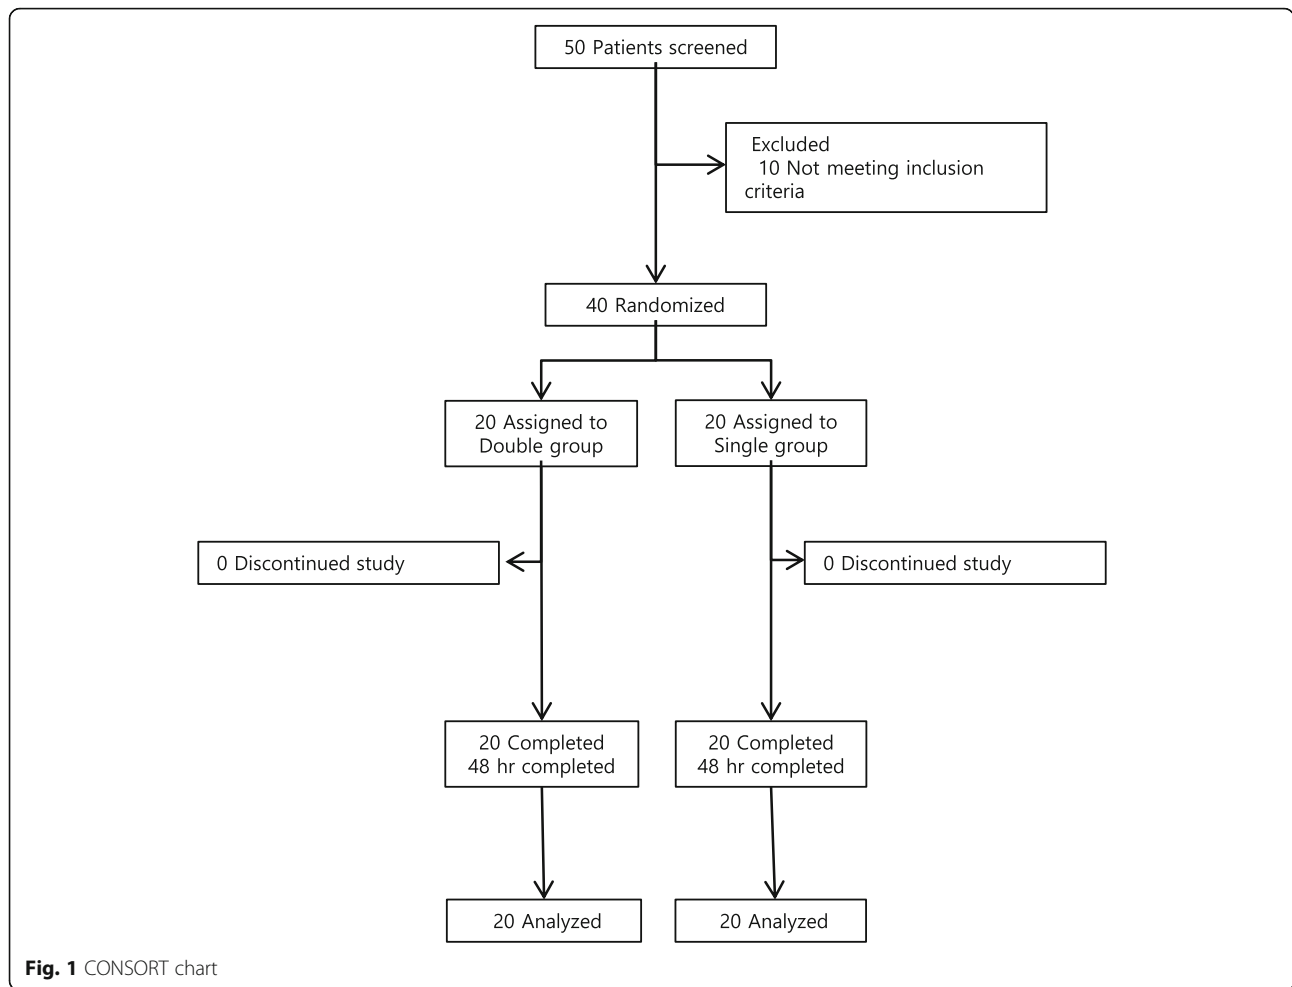 50 Patients screened
Excluded
10 Not meeting inclusion
criteria
40 Randomized
20 Assigned to
Double group
20 Assigned to
Single group
0 Discontinued study
0 Discontinued study
20 Completed
48 hr completed
20 Completed
48 hr completed
20 Analyzed
20 Analyzed
Fig. 1 CONSORT chart